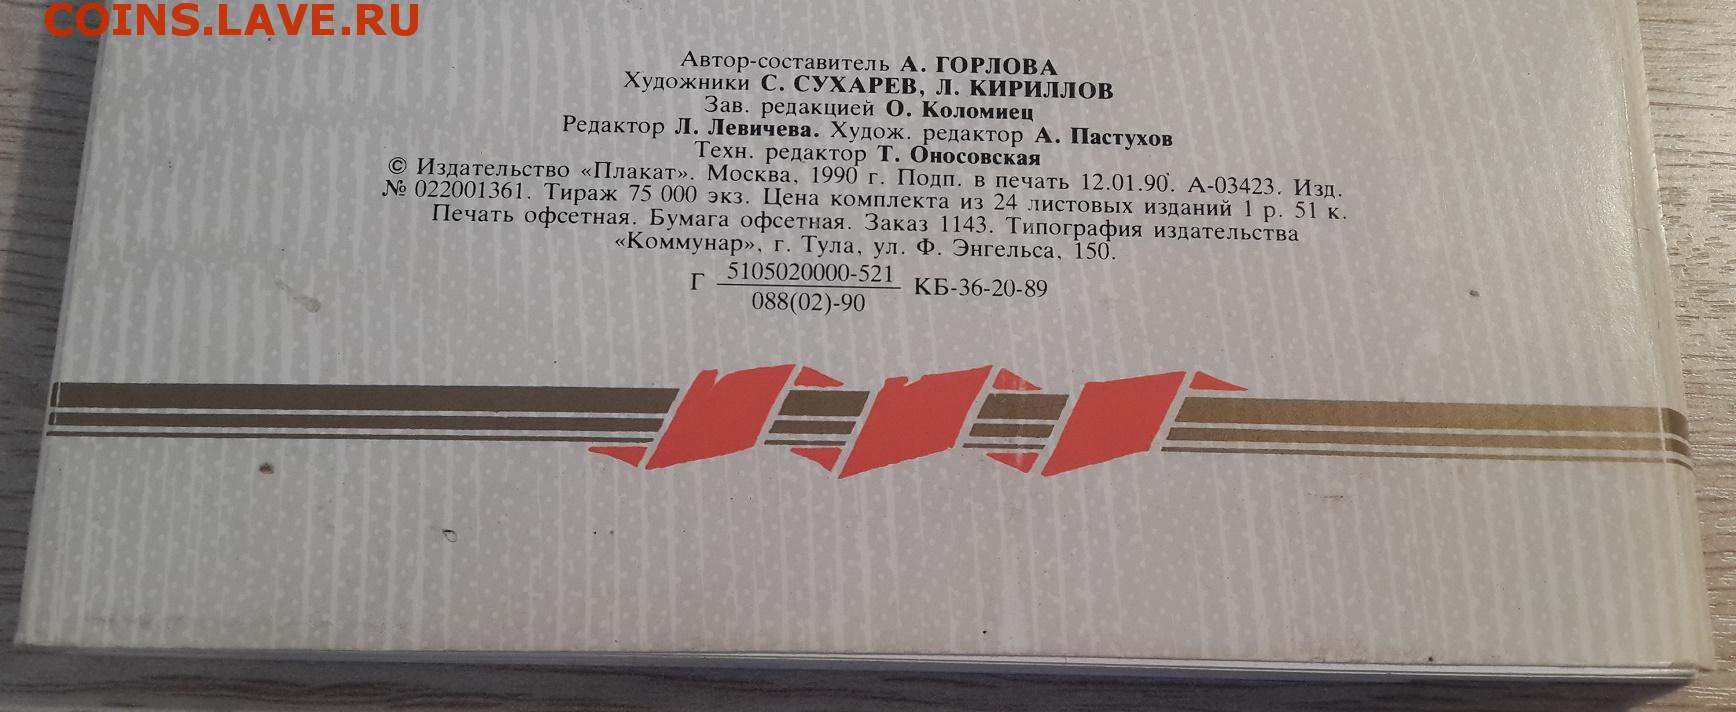 COINS.LAVE.RU
Автор-составитель А. ГОРЛОВА
Художники С. СУХАРЕВ, Л. КИРИЛЛОВ
Зав. редакцией О. Коломиец
Редактор Л. Левичева. Худож. редактор А. Пастухов
Техн. редактор Т. Оносовская
© Издательство «Плакат». Москва, 1990 г. Подп. в печать 12.01.90. А-03423. Изд.
№ 022001361. Тираж 75 000 экз. Цена комплекта из 24 листовых изданий 1 р. 51 к.
Печать офсетная. Бумага офсетная. Заказ 1143. Типография издательства
«Коммунар», г. Тула, ул. Ф. Энгельса, 150.
Г 5105020000-521 КБ-36-20-89
088(02)-90